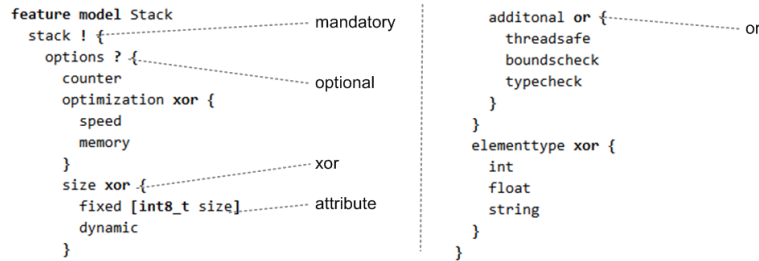 feature model Stack
stack ! {
mandatory
options ? {
optional
counter
optimization xor {
speed
memory
}
size xor {
xor
fixed [int8_t size]
attribute
dynamic
}
additonal or {
or
threadsafe
boundscheck
typecheck
}
}
elementtype xor {
int
float
string
}
}